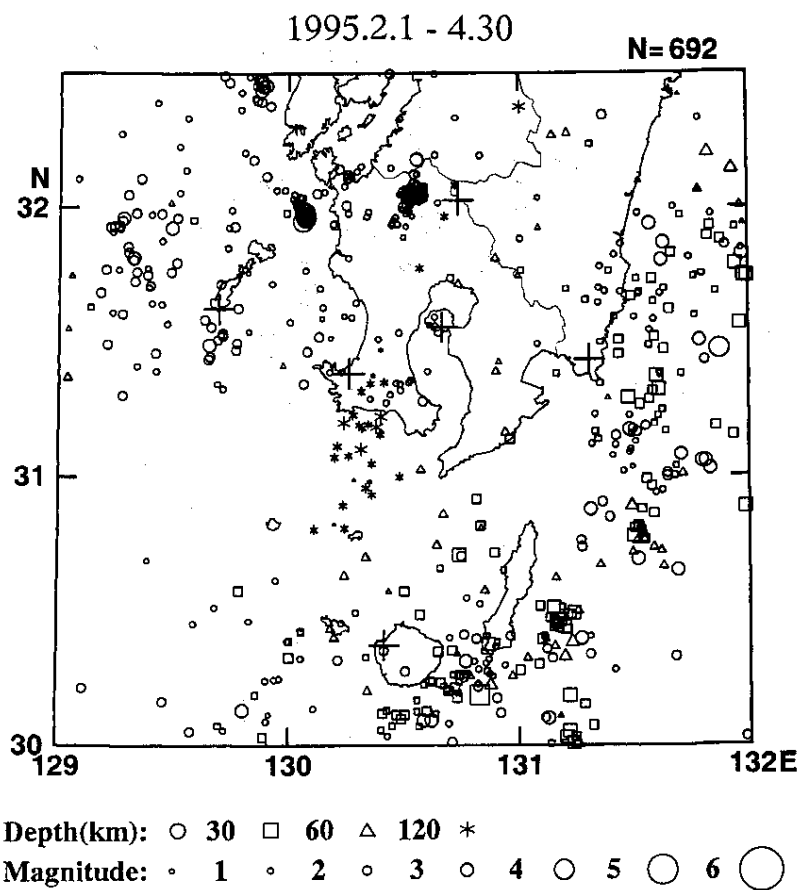 1995.2.1 - 4.30
N=692
N
32
31
30
129 130 131 132E
Depth(km): ○ 30 □ 60 △ 120 *
Magnitude: ○ 1 ○ 2 ○ 3 ○ 4 ○ 5 ○ 6 ○